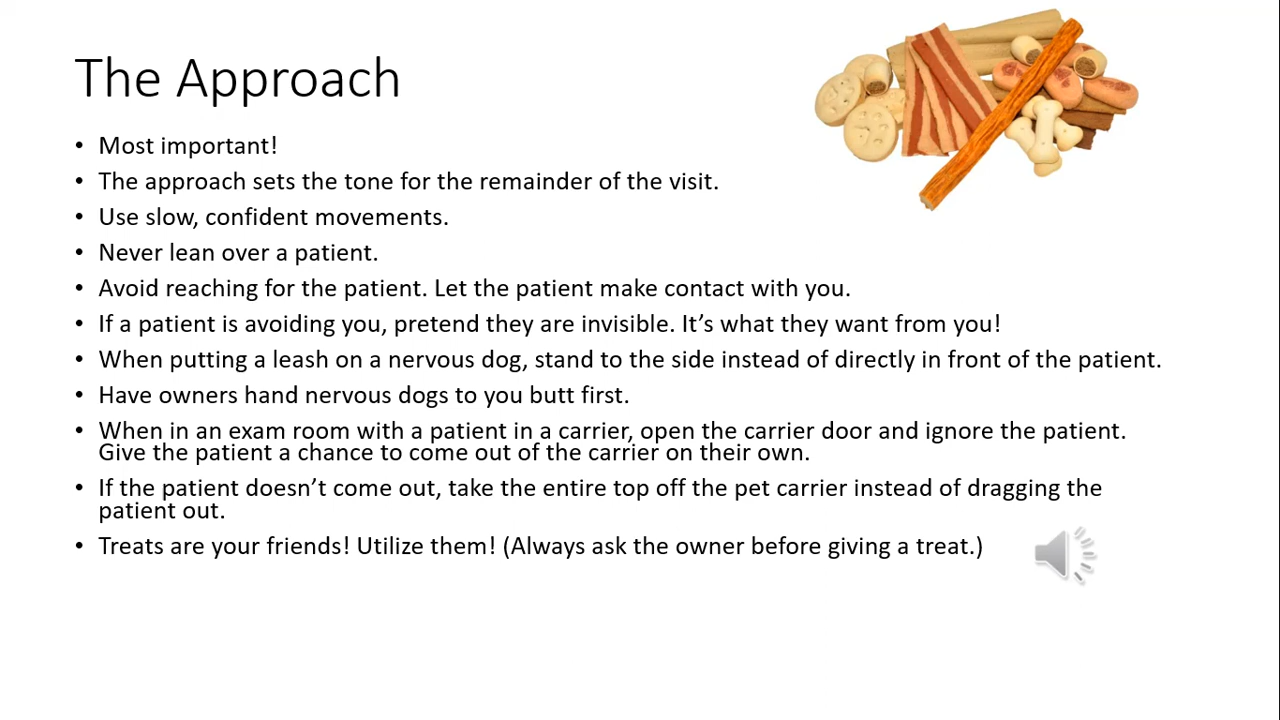 The Approach
• Most important!
• The approach sets the tone for the remainder of the visit.
• Use slow, confident movements.
• Never lean over a patient.
• Avoid reaching for the patient. Let the patient make contact with you.
• If a patient is avoiding you, pretend they are invisible. It’s what they want from you!
• When putting a leash on a nervous dog, stand to the side instead of directly in front of the patient.
• Have owners hand nervous dogs to you butt first.
• When in an exam room with a patient in a carrier, open the carrier door and ignore the patient.
Give the patient a chance to come out of the carrier on their own.
• If the patient doesn’t come out, take the entire top off the pet carrier instead of dragging the
patient out.
• Treats are your friends! Utilize them! (Always ask the owner before giving a treat.)